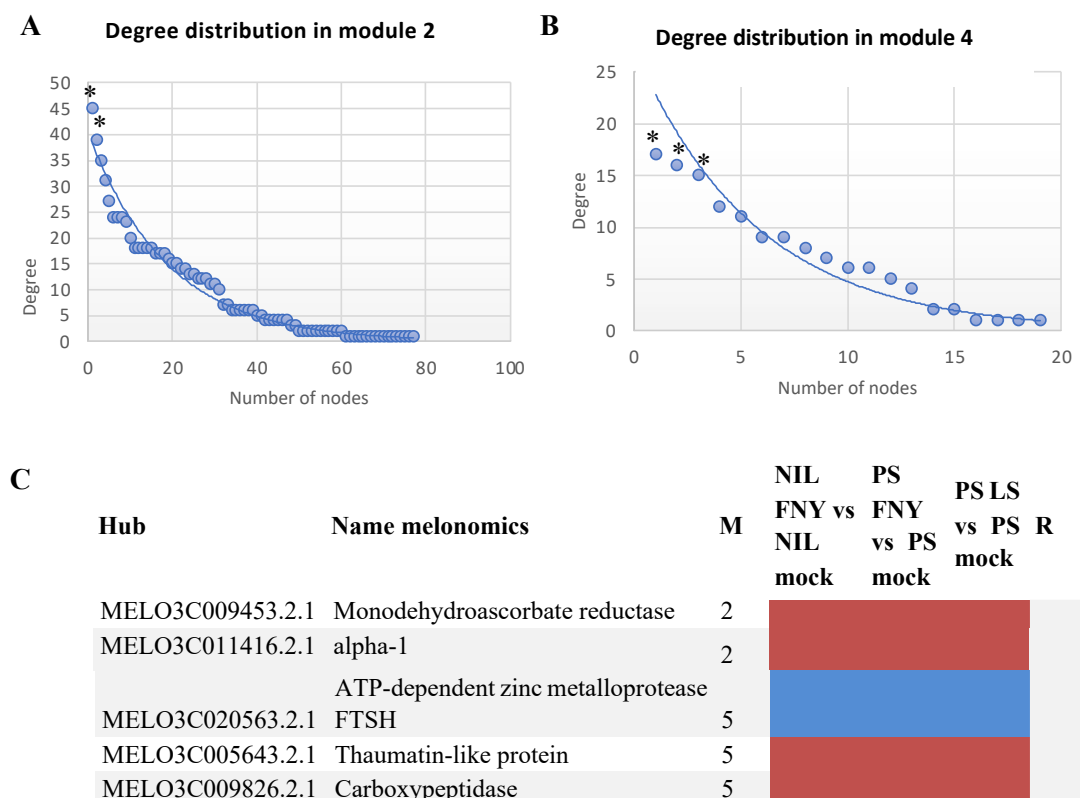 A
Degree distribution in module 2
50
45
40
35
30
25
20
15
10
5
0
*
*
Degree
0 20 40 60 80 100
Number of nodes
B
Degree distribution in module 4
25
20
15
10
5
0
*
*
*
Degree
0 5 10 15 20
Number of nodes
C
Hub Name melonomics M NIL FNY vs NIL mock PS FNY vs PS mock PS LS vs PS mock R
MELO3C009453.2.1 Monodehydroascorbate reductase 2
MELO3C011416.2.1 alpha-1 2
ATP-dependent zinc metalloprotease
MELO3C020563.2.1 FTSH 5
MELO3C005643.2.1 Thaumatin-like protein 5
MELO3C009826.2.1 Carboxypeptidase 5